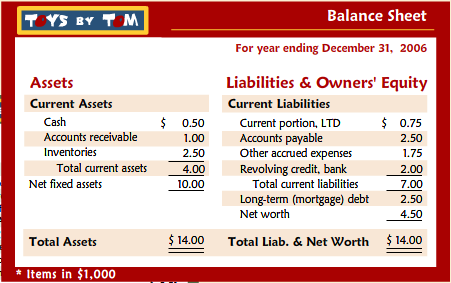 TOYS BY TOM
Balance Sheet
For year ending December 31, 2006
Assets
Current Assets
Cash $ 0.50
Accounts receivable 1.00
Inventories 2.50
Total current assets 4.00
Net fixed assets 10.00
Total Assets $ 14.00
Liabilities & Owners' Equity
Current Liabilities
Current portion, LTD $ 0.75
Accounts payable 2.50
Other accrued expenses 1.75
Revolving credit, bank 2.00
Total current liabilities 7.00
Long-term (mortgage) debt 2.50
Net worth 4.50
Total Liab. & Net Worth $ 14.00
* Items in $1,000